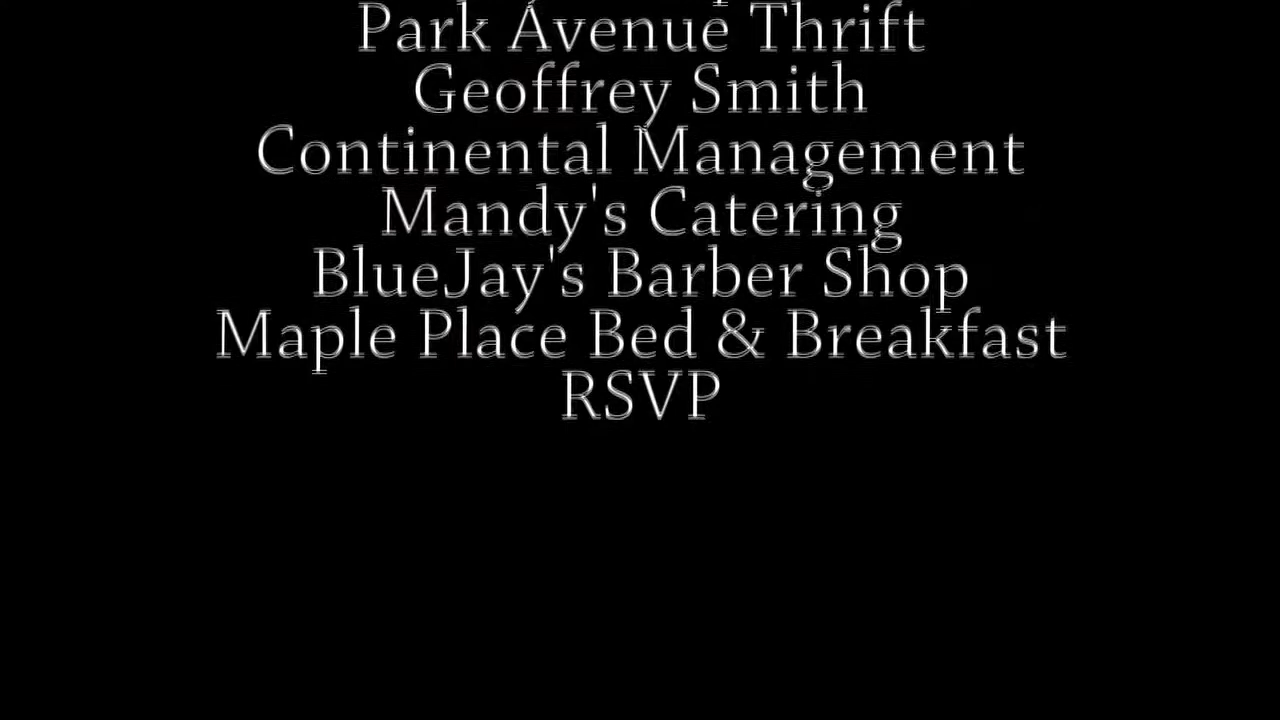 Park Avenue Thrift
Geoffrey Smith
Continental Management
Mandy's Catering
BlueJay's Barber Shop
Maple Place Bed & Breakfast
RSVP